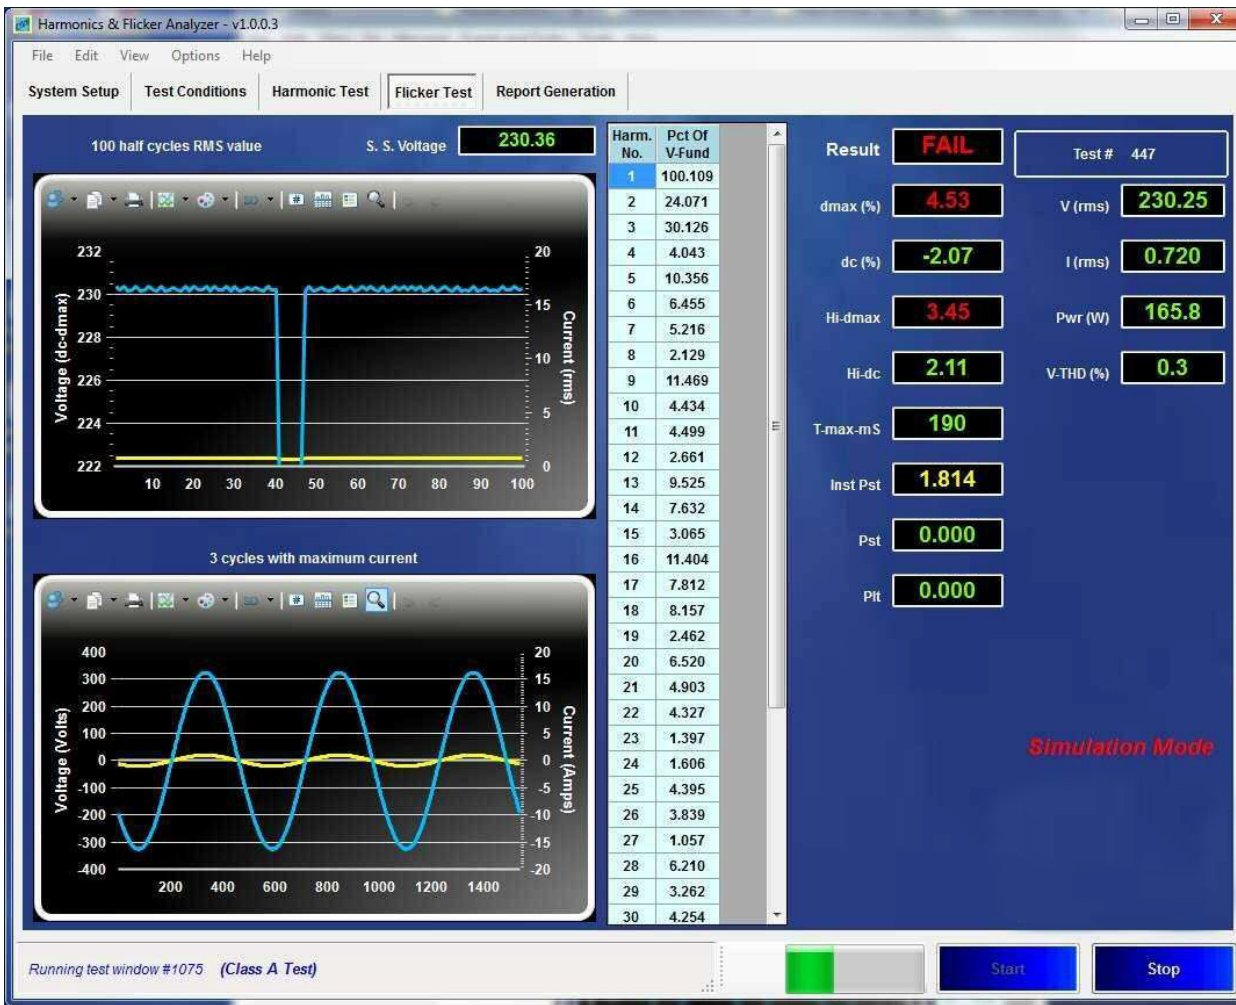 Harmonics & Flicker Analyzer - v1.0.0.3
File Edit View Options Help
System Setup Test Conditions Harmonic Test Flicker Test Report Generation
100 half cycles RMS value S. S. Voltage 230.36
232
230
228
226
224
222
Voltage (dc-dmax)
20
15
10
5
0
Current (rms)
10 20 30 40 50 60 70 80 90 100
3 cycles with maximum current
400
300
200
100
0
-100
-200
-300
-400
Voltage (Volts)
20
15
10
5
0
-5
-10
-15
-20
Current (Amps)
200 400 600 800 1000 1200 1400
Harm. No. Pct Of V-Fund
1 100.109
2 24.071
3 30.126
4 4.043
5 10.356
6 6.455
7 5.216
8 2.129
9 11.469
10 4.434
11 4.499
12 2.661
13 9.525
14 7.632
15 3.065
16 11.404
17 7.812
18 8.157
19 2.462
20 6.520
21 4.903
22 4.327
23 1.397
24 1.606
25 4.395
26 3.839
27 1.057
28 6.210
29 3.262
30 4.254
Result FAIL
Test # 447
dmax (%) 4.53
V (rms) 230.25
dc (%) -2.07
I (rms) 0.720
Hi-dmax 3.45
Pwr (W) 165.8
Hi-dc 2.11
V-THD (%) 0.3
T-max-mS 190
Inst Pst 1.814
Pst 0.000
Plt 0.000
Simulation Mode
Running test window #1075 (Class A Test)
Start
Stop